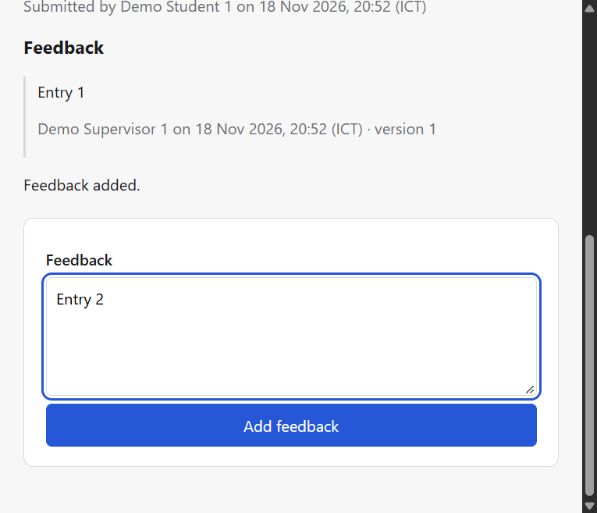 Submitted by Demo Student 1 on 18 Nov 2026, 20:52 (ICT)
Feedback
Entry 1
Demo Supervisor 1 on 18 Nov 2026, 20:52 (ICT) · version 1
Feedback added.
Feedback
Entry 2
Add feedback